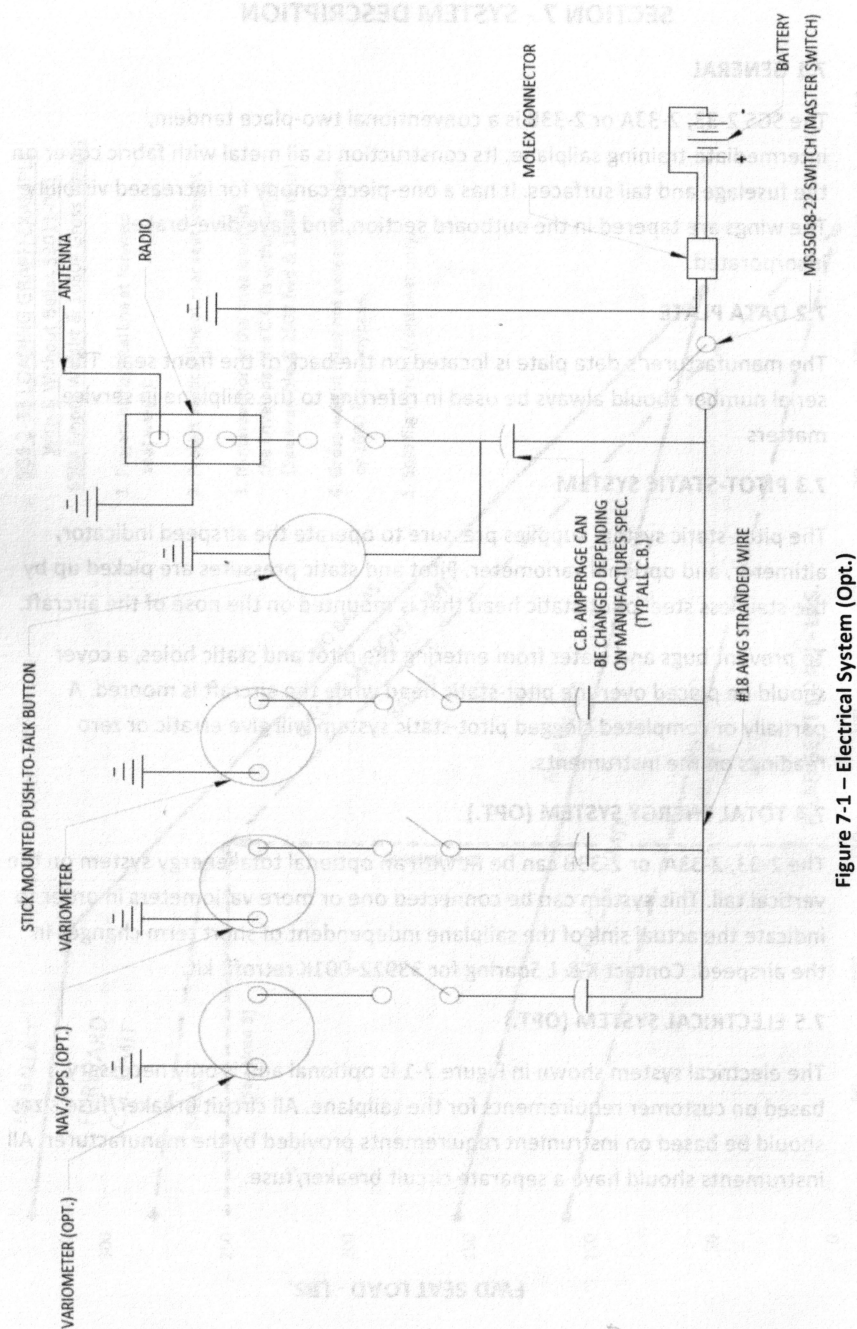 STICK MOUNTED PUSH-TO-TALK BUTTON
VARIOMETER
NAV./GPS (OPT.)
VARIOMETER (OPT.)
ANTENNA
RADIO
MOLEX CONNECTOR
BATTERY
MS35058-22 SWITCH (MASTER SWITCH)
+
-
C.B. AMPERAGE CAN
BE CHANGED DEPENDING
ON MANUFACTURES SPEC.
(TYP ALL C.B.)
#18 AWG STRANDED WIRE
Figure 7-1 – Electrical System (Opt.)
SECTION 7 - SYSTEM DESCRIPTION
7.1 GENERAL
The SGS 2-33, 2-33A or 2-33B is a conventional two-place tandem,
intermediate training sailplane. Its construction is all metal with fabric cover on
the fuselage and tail surfaces. It has a one-piece canopy for increased visibility
The wings are tapered in the outboard section and have dive-brakes
incorporated.
7.2 DATA PLATE
The manufacturer's data plate is located on the back of the front seat. The
serial number should always be used in referring to the sailplane in service
matters
7.3 PITOT-STATIC SYSTEM
The pitot-static system supplies pressure to operate the airspeed indicator,
altimeter, and optional variometer. Pitot and static pressures are picked up by
the stainless steel pitot-static head that is mounted on the nose of the aircraft.
To prevent bugs and water from entering the pitot and static holes, a cover
should be placed over the pitot-static head while the aircraft is moored. A
partially or completed clogged pitot-static system will give erratic or zero
readings on the instruments.
7.4 TOTAL ENERGY SYSTEM (OPT.)
The 2-33, 2-33A, or 2-33B can be fit with an optional total energy system on the
vertical tail. This system can be connected one or more variometers in order to
indicate the actual sink of the sailplane independent of short term changes in
the airspeed. Contact K & L Soaring for 33922-001K retrofit kit.
7.5 ELECTRICAL SYSTEM (OPT.)
The electrical system shown in Figure 7-1 is optional and is only necessary
based on customer requirements for the sailplane. All circuit breaker/fuse sizes
should be based on instrument requirements provided by the manufacturer. All
instruments should have a separate circuit breaker/fuse.
FWD SEAT LOAD - LBS.